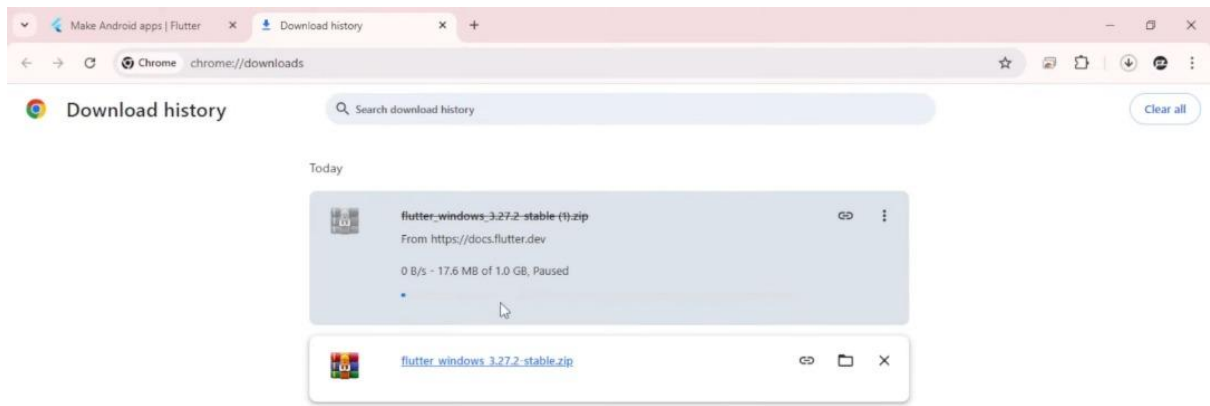 Make Android apps | Flutter
Download history
Chrome chrome://downloads
Download history
Search download history
Clear all
Today
flutter_windows_3.27.2-stable (1).zip
From https://docs.flutter.dev
0 B/s - 17.6 MB of 1.0 GB, Paused
flutter_windows_3.27.2-stable.zip